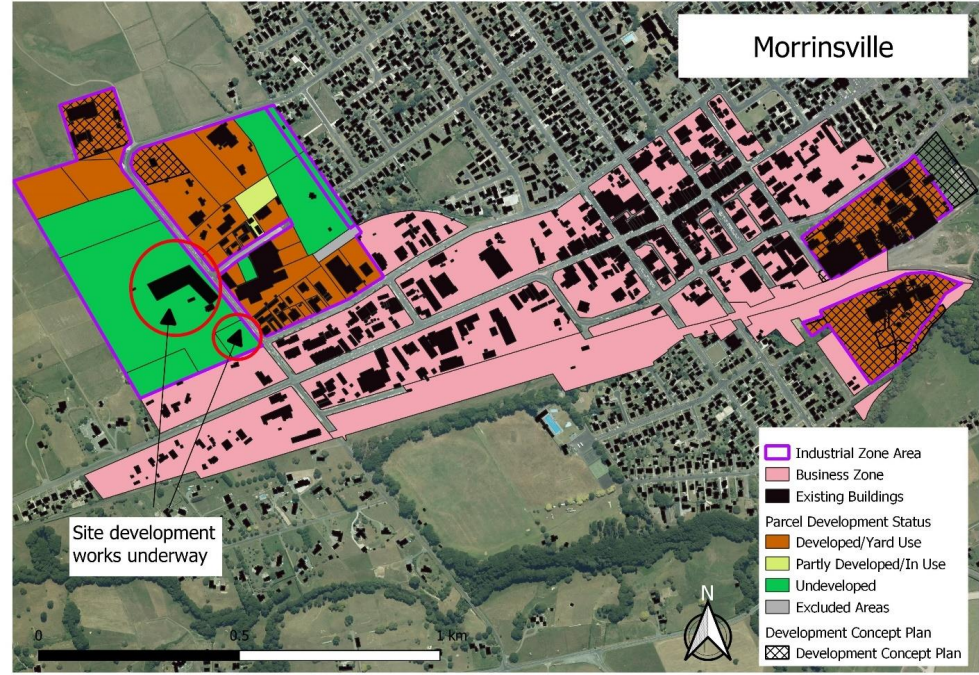 Morrinsville
Site development
works underway
Industrial Zone Area
Business Zone
Existing Buildings
Parcel Development Status
Developed/Yard Use
Partly Developed/In Use
Undeveloped
Excluded Areas
Development Concept Plan
Development Concept Plan
N
0 0.5 1 km